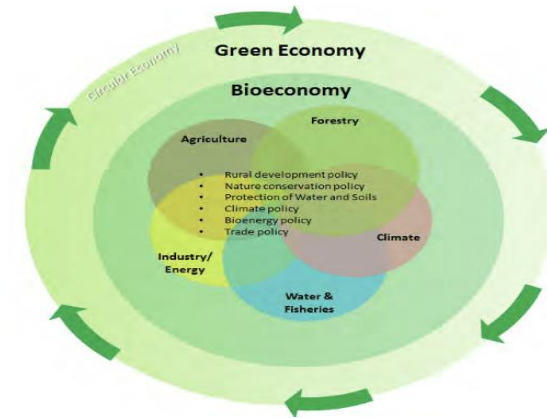 Circular Economy
Green Economy
Bioeconomy
Forestry
Agriculture
• Rural development policy
• Nature conservation policy
• Protection of Water and Soils
• Climate policy
• Bioenergy policy
• Trade policy
Climate
Industry/
Energy
Water &
Fisheries